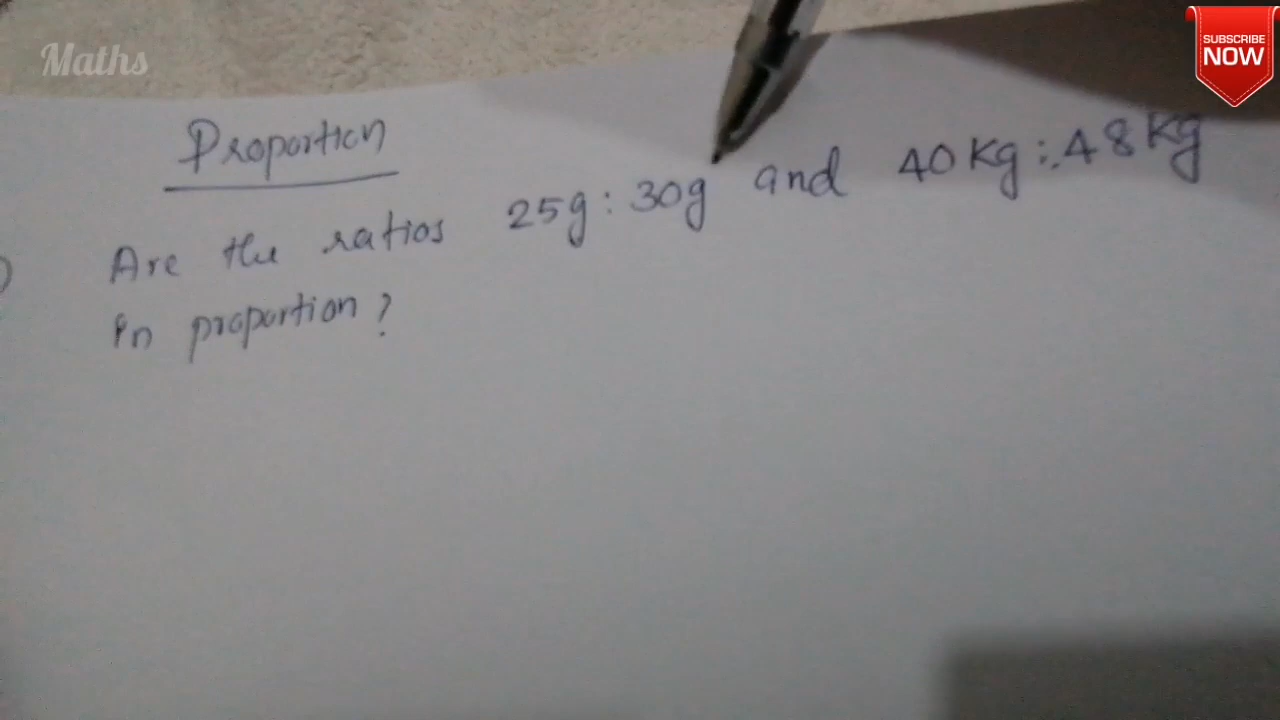 Maths
SUBSCRIBE
NOW
Proportion
Are the ratios 25g : 30g and 40Kg : 48Kg
in proportion?